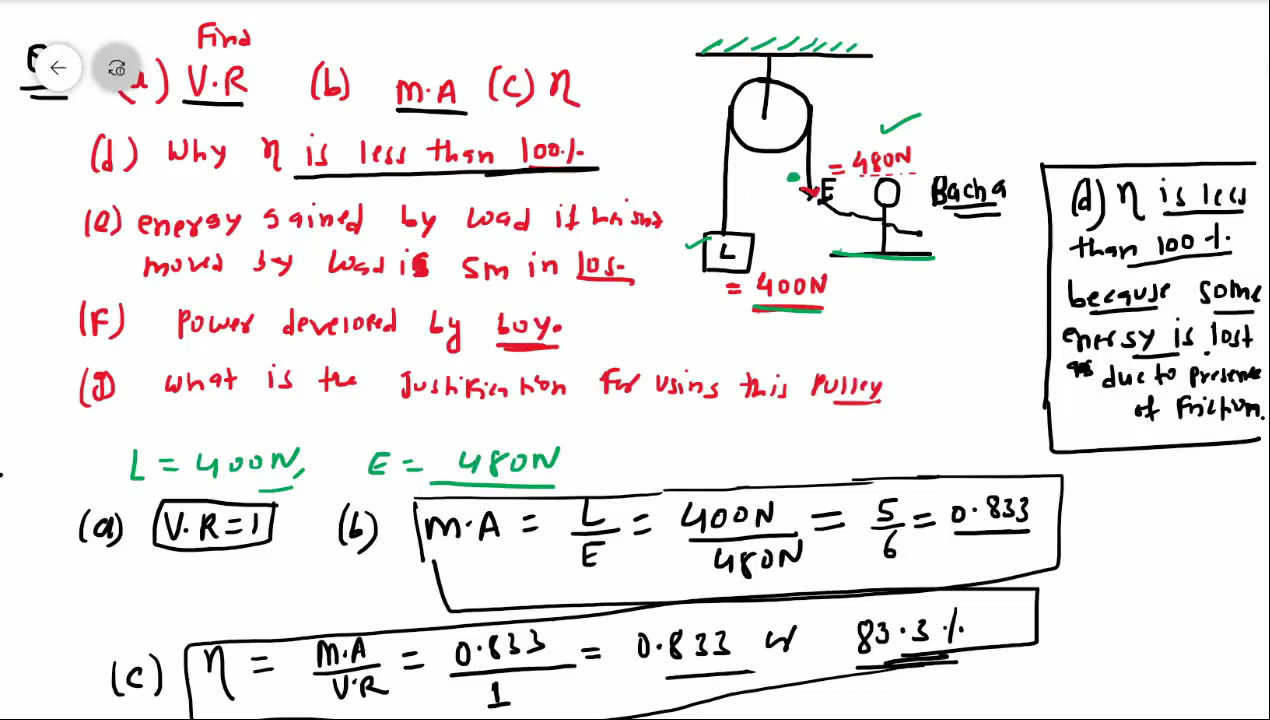 Find
V.R (b) M.A (c) η
(d) Why η is less than 100%
(e) energy gained by load if
moved by load is 5m in 10s.
(F) Power developed by boy.
what is the Justification For using this Pulley
= 480N
E
Bacha
L
= 400N
(d) η is less
than 100%.
because some
energy is lost
due to presence
of Friction.
L = 400N, E = 480N
(a) V.R = 1 (b) M.A = L/E = 400N/480N = 5/6 = 0.833
(c) η = M.A/V.R = 0.833/1 = 0.833 or 83.3%